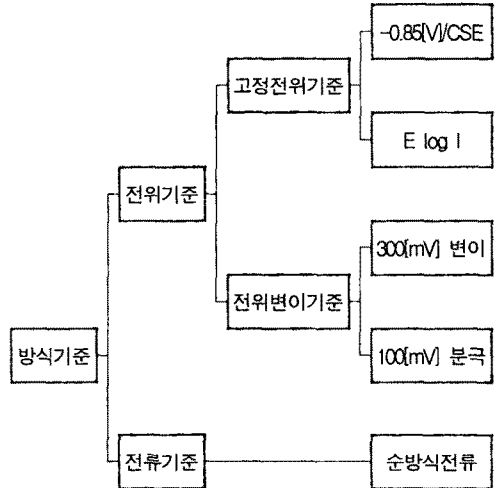 -0.85[V]/CSE
고정전위기준
E log I
전위기준
300[mV] 변이
전위변이기준
방식기준
100[mV] 분극
전류기준
순방식전류